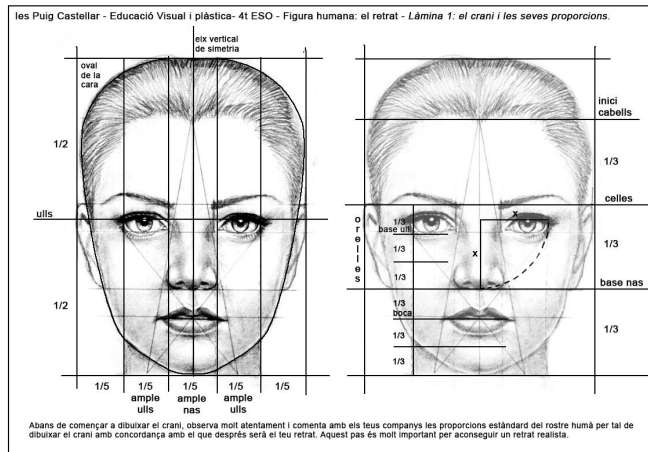 Ies Puig Castellar - Educació Visual i plàstica- 4t ESO - Figura humana: el retrat - Làmina 1: el crani i les seves proporcions.
eix vertical
de simetria
oval
de la
cara
1/2
ulls
1/2
1/5
1/5
ample
ulls
1/5
ample
nas
1/5
ample
ulls
1/5
inici
cabells
1/3
celles
orelles
x
1/3
base ull
x
1/3
1/3
1/3
base nas
1/3
boca
1/3
1/3
1/3
Abans de començar a dibuixar el crani, observa molt atentament i comenta amb els teus companys les proporcions estàndard del rostre humà per tal de
dibuixar el crani amb concordança amb el que després serà el teu retrat. Aquest pas és molt important per aconseguir un retrat realista.